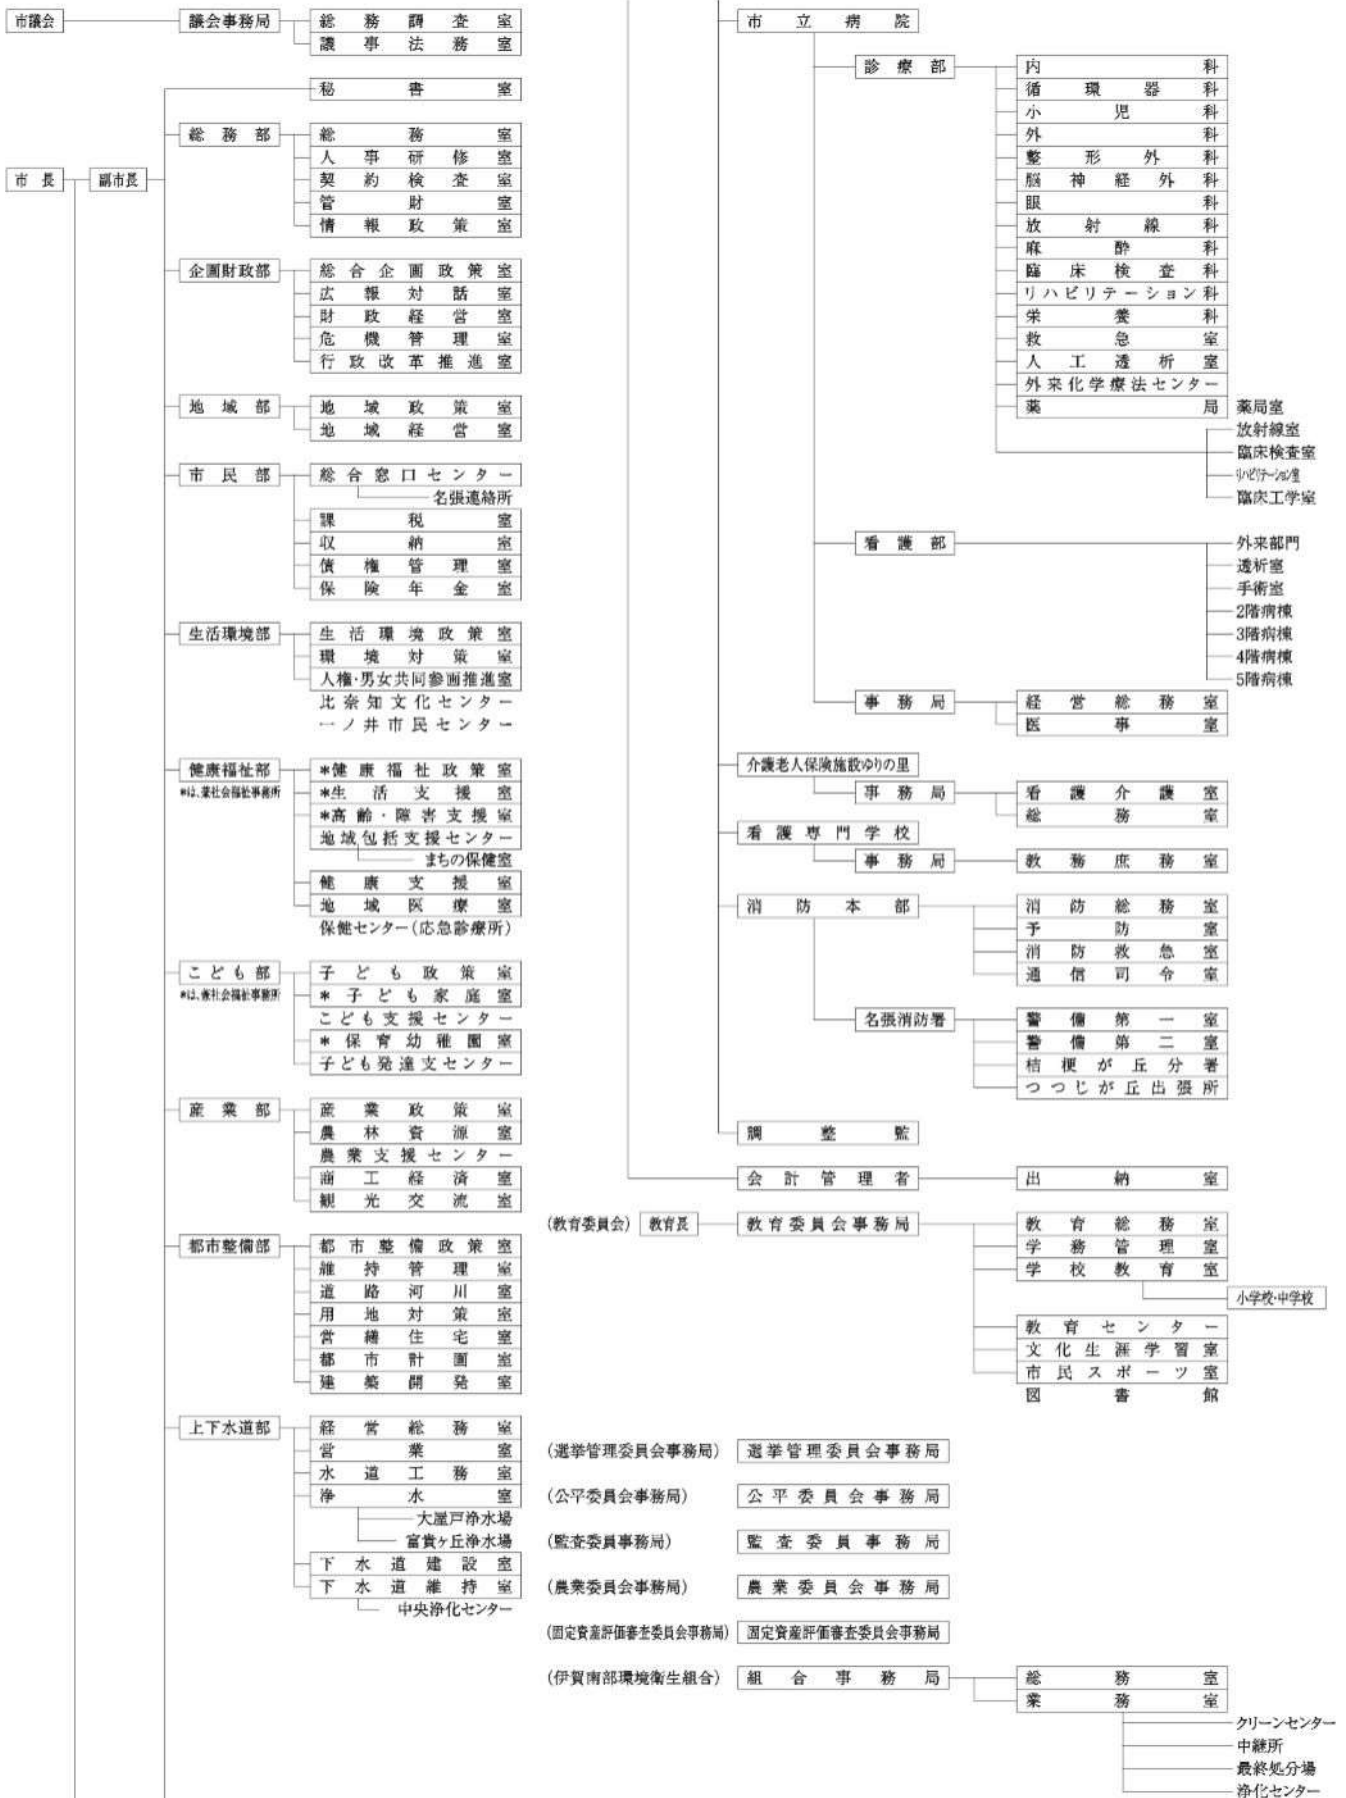 市議会
議会事務局
総務調査室
議事法務室
市長
副市長
秘書室
総務部
総務室
人事研修室
契約検査室
管財室
情報政策室
企画財政部
総合企画政策室
広報対話室
財政経営室
危機管理室
行政改革推進室
地域部
地域政策室
地域経営室
市民部
総合窓口センター
名張連絡所
課税室
収納室
債権管理室
保険年金室
生活環境部
生活環境政策室
環境対策室
人権・男女共同参画推進室
比奈知文化センター
一ノ井市民センター
健康福祉部
*は、兼社会福祉事務所
*健康福祉政策室
*生活支援室
*高齢・障害支援室
地域包括支援センター
まちの保健室
健康支援室
地域医療室
保健センター(応急診療所)
こども部
*は、兼社会福祉事務所
子ども政策室
*子ども家庭室
こども支援センター
*保育幼稚園室
子ども発達支センター
産業部
産業政策室
農林資源室
農業支援センター
商工経済室
観光交流室
都市整備部
都市整備政策室
維持管理室
道路河川室
用地対策室
営繕住宅室
都市計画室
建築開発室
上下水道部
経営総務室
営業室
水道工務室
浄水室
大屋戸浄水場
富貴ヶ丘浄水場
下水道建設室
下水道維持室
中央浄化センター
市立病院
診療部
内科
循環器科
小児科
外科
整形外科
脳神経外科
眼科
放射線科
麻酔科
臨床検査科
リハビリテーション科
栄養科
救急室
人工透析室
外来化学療法センター
薬局
薬局室
放射線室
臨床検査室
リハビリテーション室
臨床工学室
看護部
外来部門
透析室
手術室
2階病棟
3階病棟
4階病棟
5階病棟
事務局
経営総務室
医事室
介護老人保険施設ゆりの里
事務局
看護介護室
総務室
看護専門学校
事務局
教務庶務室
消防本部
消防総務室
予防室
消防救急室
通信司令室
名張消防署
警備第一室
警備第二室
桔梗が丘分署
つつじが丘出張所
調整監
会計管理者
出納室
(教育委員会)
教育長
教育委員会事務局
教育総務室
学務管理室
学校教育室
小学校・中学校
教育センター
文化生涯学習室
市民スポーツ室
図書館
(選挙管理委員会事務局)
選挙管理委員会事務局
(公平委員会事務局)
公平委員会事務局
(監査委員事務局)
監査委員事務局
(農業委員会事務局)
農業委員会事務局
(固定資産評価審査委員会事務局)
固定資産評価審査委員会事務局
(伊賀南部環境衛生組合)
組合事務局
総務室
業務室
クリーンセンター
中継所
最終処分場
浄化センター